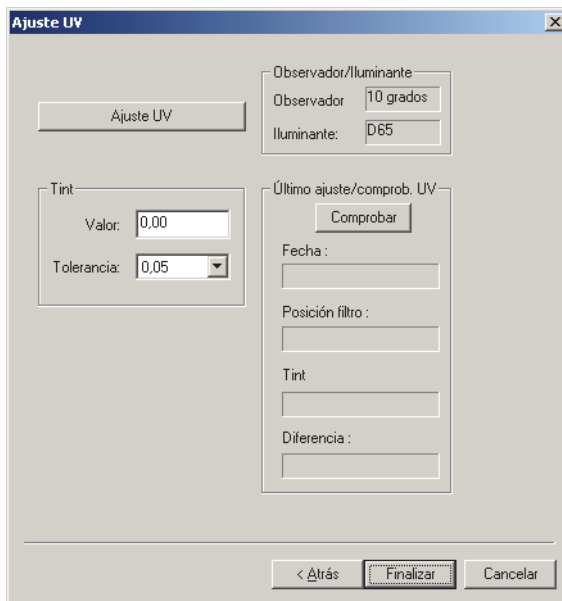 Ajuste UV
Ajuste UV
Observador/Iluminante
Observador 10 grados
Iluminante: D65
Tint
Valor: 0,00
Tolerancia: 0,05
Último ajuste/comprob. UV
Comprobar
Fecha :
Posición filtro :
Tint
Diferencia :
< Atrás Finalizar Cancelar